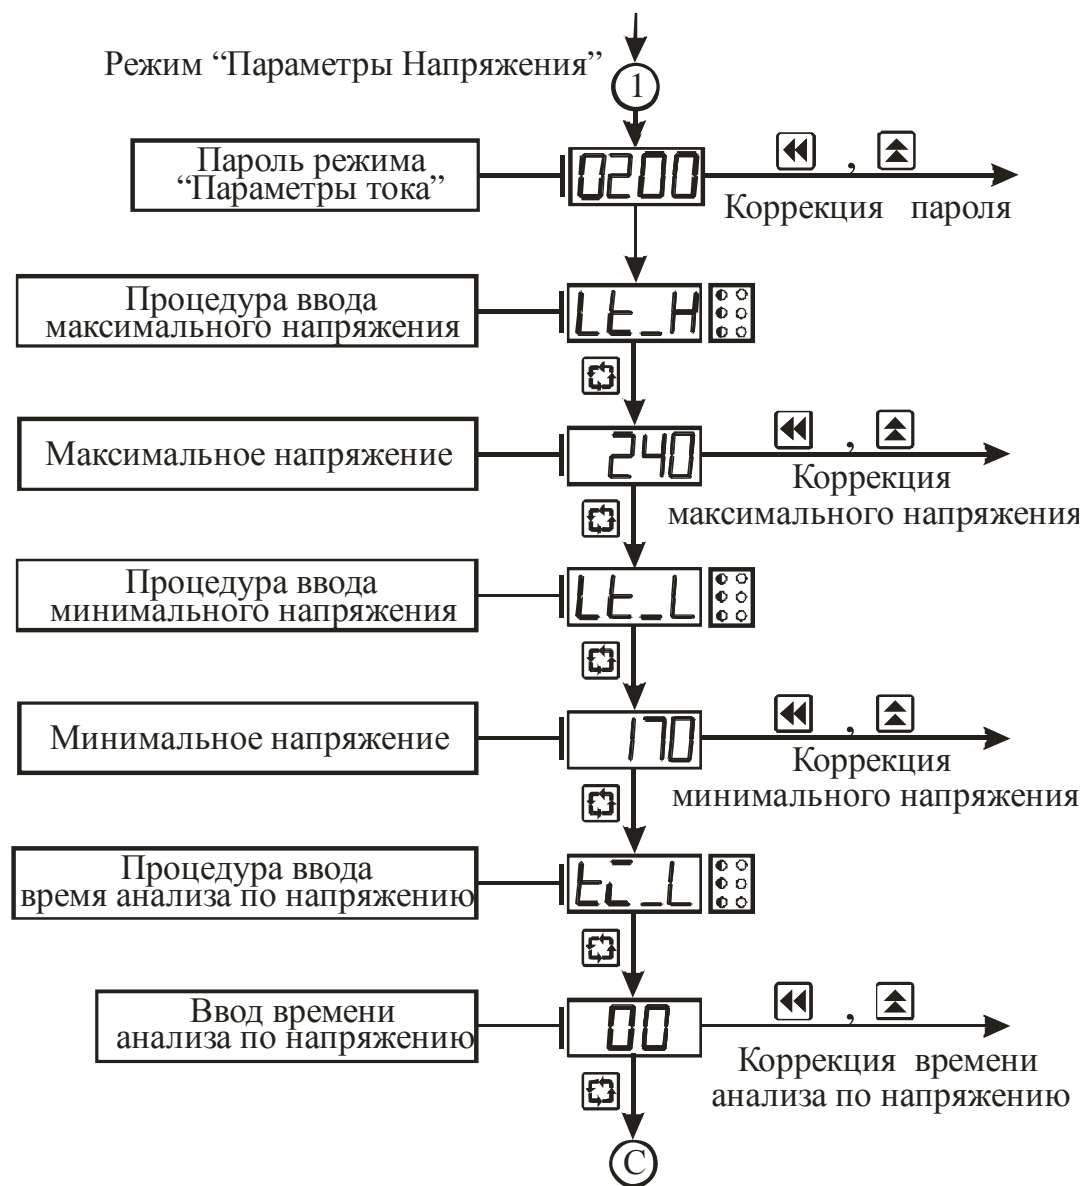 Режим “Параметры Напряжения”
1
Пароль режима
“Параметры тока”
0200
,
Коррекция пароля
Процедура ввода
максимального напряжения
Lt_H
Максимальное напряжение
240
,
Коррекция
максимального напряжения
Процедура ввода
минимального напряжения
Lt_L
Минимальное напряжение
170
,
Коррекция
минимального напряжения
Процедура ввода
время анализа по напряжению
ti_L
Ввод времени
анализа по напряжению
00
,
Коррекция времени
анализа по напряжению
С